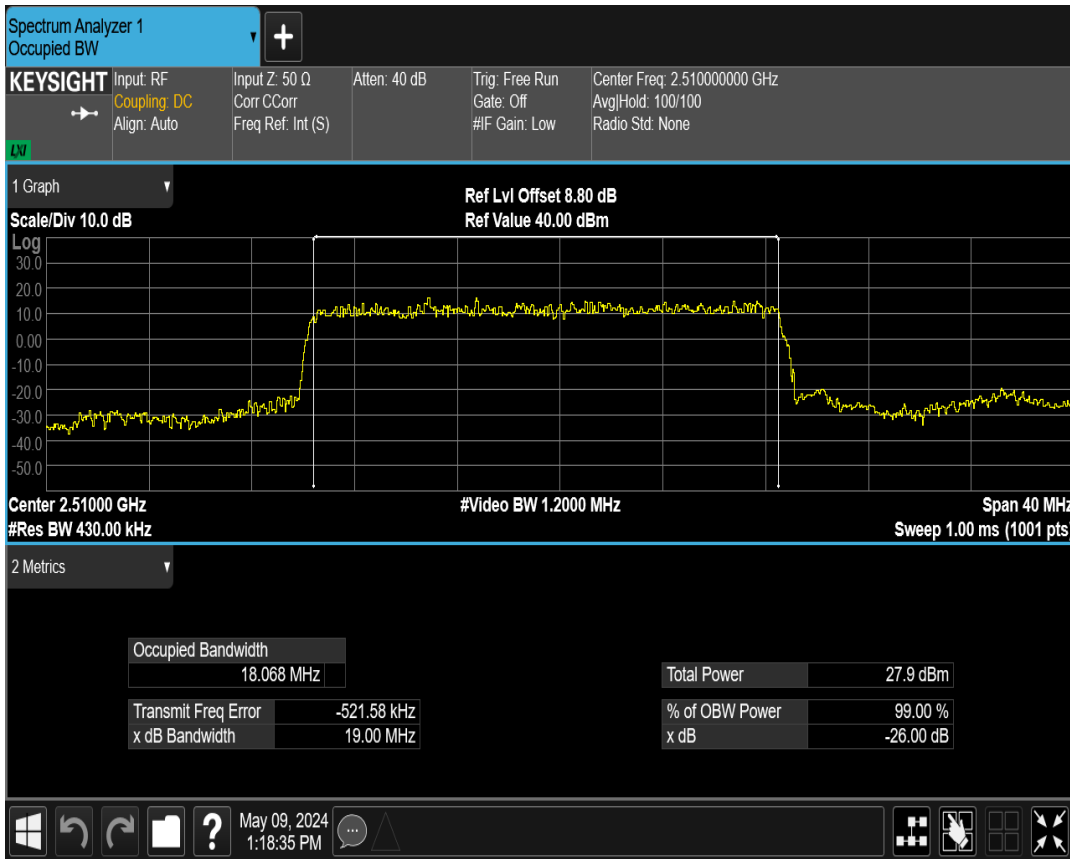 Spectrum Analyzer 1
Occupied BW
+
KEYSIGHT
LXI
Input: RF
Coupling: DC
Align: Auto
Input Z: 50 Ω
Corr CCorr
Freq Ref: Int (S)
Atten: 40 dB
Trig: Free Run
Gate: Off
#IF Gain: Low
Center Freq: 2.510000000 GHz
Avg|Hold: 100/100
Radio Std: None
1 Graph
Scale/Div 10.0 dB
Ref Lvl Offset 8.80 dB
Ref Value 40.00 dBm
Log
30.0
20.0
10.0
0.00
-10.0
-20.0
-30.0
-40.0
-50.0
Center 2.51000 GHz
#Video BW 1.2000 MHz
Span 40 MHz
#Res BW 430.00 kHz
Sweep 1.00 ms (1001 pts)
2 Metrics
Occupied Bandwidth
18.068 MHz
Transmit Freq Error -521.58 kHz
x dB Bandwidth 19.00 MHz
Total Power 27.9 dBm
% of OBW Power 99.00 %
x dB -26.00 dB
?
May 09, 2024
1:18:35 PM